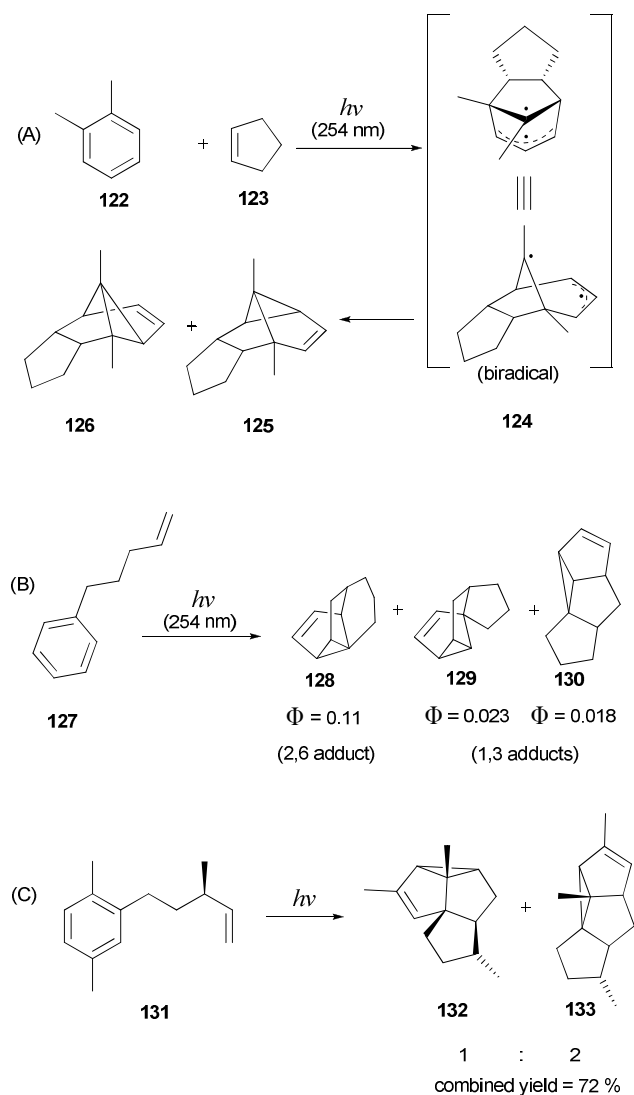 (A)
122
+
123
hν
(254 nm)
(biradical)
124
126
+
125
(B)
127
hν
(254 nm)
128
+
129
+
130
Φ = 0.11
Φ = 0.023
Φ = 0.018
(2,6 adduct)
(1,3 adducts)
(C)
131
hν
132
+
133
1 : 2
combined yield = 72 %